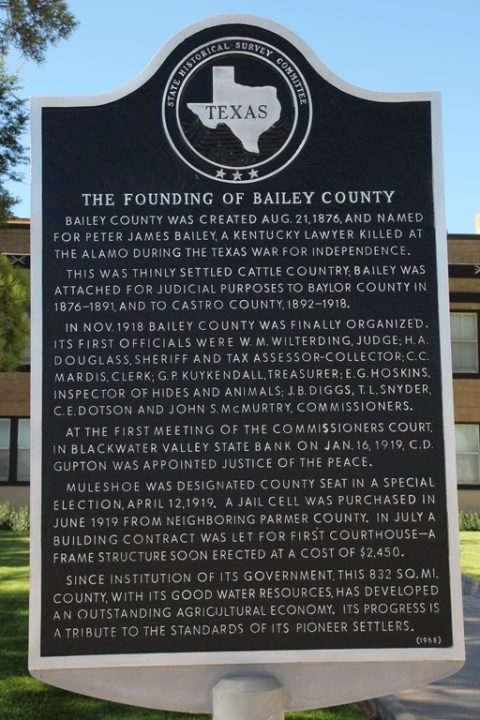 STATE HISTORICAL SURVEY COMMITTEE
TEXAS
THE FOUNDING OF BAILEY COUNTY
BAILEY COUNTY WAS CREATED AUG. 21, 1876, AND NAMED
FOR PETER JAMES BAILEY, A KENTUCKY LAWYER KILLED AT
THE ALAMO DURING THE TEXAS WAR FOR INDEPENDENCE.
THIS WAS THINLY SETTLED CATTLE COUNTRY; BAILEY WAS
ATTACHED FOR JUDICIAL PURPOSES TO BAYLOR COUNTY IN
1876-1891, AND TO CASTRO COUNTY, 1892-1918.
IN NOV. 1918 BAILEY COUNTY WAS FINALLY ORGANIZED.
ITS FIRST OFFICIALS WERE W. M. WILTERDING, JUDGE; H. A.
DOUGLASS, SHERIFF AND TAX ASSESSOR-COLLECTOR; C. C.
MARDIS, CLERK; G. P. KUYKENDALL, TREASURER; E. G. HOSKINS,
INSPECTOR OF HIDES AND ANIMALS; J. B. DIGGS, T. L. SNYDER,
C. E. DOTSON AND JOHN S. McMURTRY, COMMISSIONERS.
AT THE FIRST MEETING OF THE COMMISSIONERS COURT,
IN BLACKWATER VALLEY STATE BANK ON JAN. 16, 1919, C. D.
GUPTON WAS APPOINTED JUSTICE OF THE PEACE.
MULESHOE WAS DESIGNATED COUNTY SEAT IN A SPECIAL
ELECTION, APRIL 12, 1919. A JAIL CELL WAS PURCHASED IN
JUNE 1919 FROM NEIGHBORING PARMER COUNTY. IN JULY A
BUILDING CONTRACT WAS LET FOR FIRST COURTHOUSE—A
FRAME STRUCTURE SOON ERECTED AT A COST OF $2,450.
SINCE INSTITUTION OF ITS GOVERNMENT, THIS 832 SQ. MI.
COUNTY, WITH ITS GOOD WATER RESOURCES, HAS DEVELOPED
AN OUTSTANDING AGRICULTURAL ECONOMY. ITS PROGRESS IS
A TRIBUTE TO THE STANDARDS OF ITS PIONEER SETTLERS.
(1968)